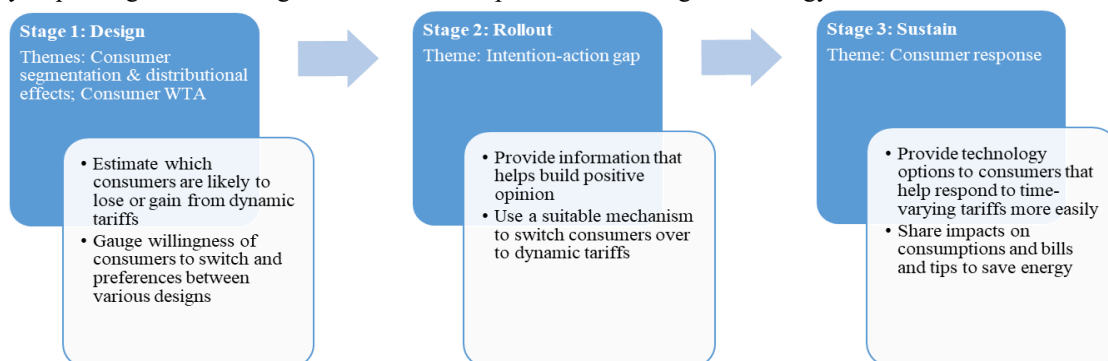 Stage 1: Design
Themes: Consumer
segmentation & distributional
effects; Consumer WTA
• Estimate which
consumers are likely to
lose or gain from dynamic
tariffs
• Gauge willingness of
consumers to switch and
preferences between
various designs
Stage 2: Rollout
Theme: Intention-action gap
• Provide information that
helps build positive
opinion
• Use a suitable mechanism
to switch consumers over
to dynamic tariffs
Stage 3: Sustain
Theme: Consumer response
• Provide technology
options to consumers that
help respond to time-
varying tariffs more easily
• Share impacts on
consumptions and bills
and tips to save energy